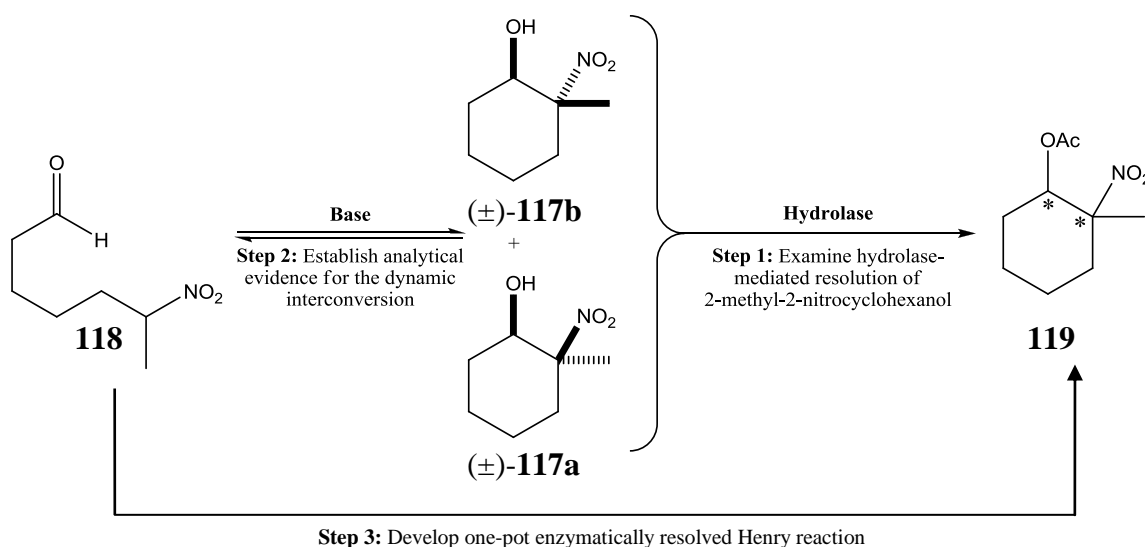 OH
NO2
(±)-117b
+
OH
NO2
(±)-117a
O
H
NO2
118
Base
Step 2: Establish analytical
evidence for the dynamic
interconversion
Hydrolase
Step 1: Examine hydrolase-
mediated resolution of
2-methyl-2-nitrocyclohexanol
OAc
NO2
*
*
119
Step 3: Develop one-pot enzymatically resolved Henry reaction